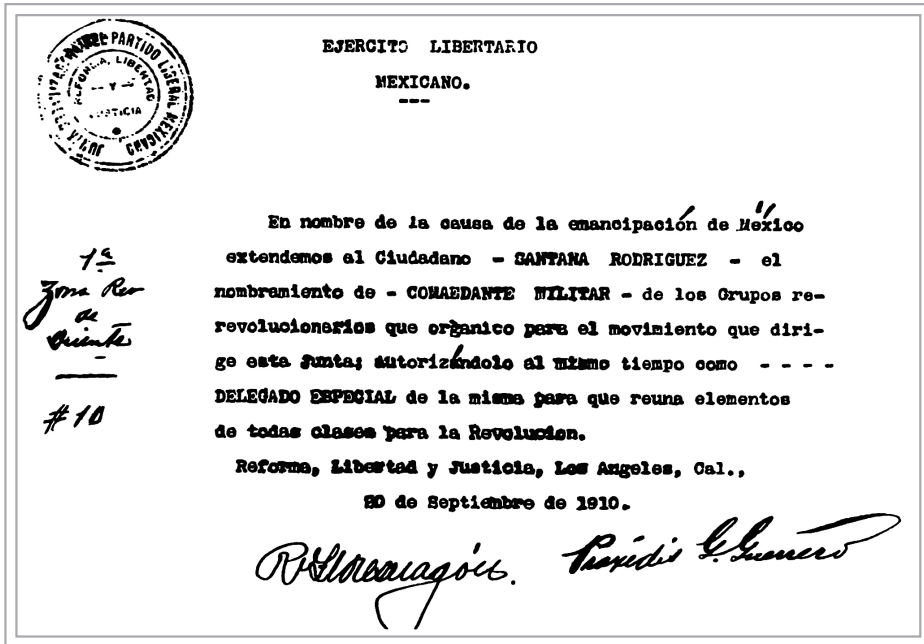 JUNTA DEL PARTIDO LIBERAL MEXICANO
REFORMA, LIBERTAD
Y
JUSTICIA
EJERCITO LIBERTARIO
MEXICANO.
En nombre de la causa de la emancipación de México
extendemos al Ciudadano - SANTANA RODRIGUEZ - el
nombramiento de - COMAEDANTE MILITAR - de los Grupos re-
revolucionarios que organico para el movimiento que diri-
ge esta Junta; autorizándolo al mismo tiempo como - - - -
DELEGADO ESPECIAL de la misma para que reuna elementos
de todas clases para la Revolucion.
Reforma, Libertad y Justicia, Los Angeles, Cal.,
20 de Septiembre de 1910.
1ª
Zona Rev
de
Oriente
#10
R. Flores Magón.
Praxedis G. Guerrero